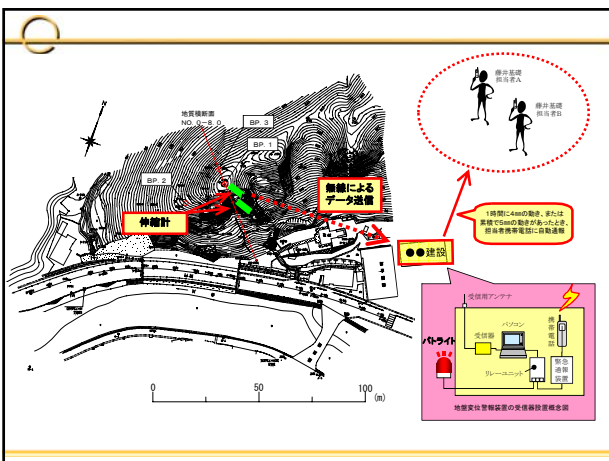 藤井基礎
担当者A
藤井基礎
担当者B
地質横断面
NO. 0-8. 0
BP. 3
BP. 1
BP. 2
伸縮計
無線による
データ送信
1時間に4mmの動き、または
累積で5mmの動きがあったとき、
担当者携帯電話に自動通報
●●建設
受信用アンテナ
パソコン
受信器
携帯電話
パトライト
リレーユニット
緊急
通報
装置
地盤変位警報装置の受信器設置概念図
0 50 100
(m)